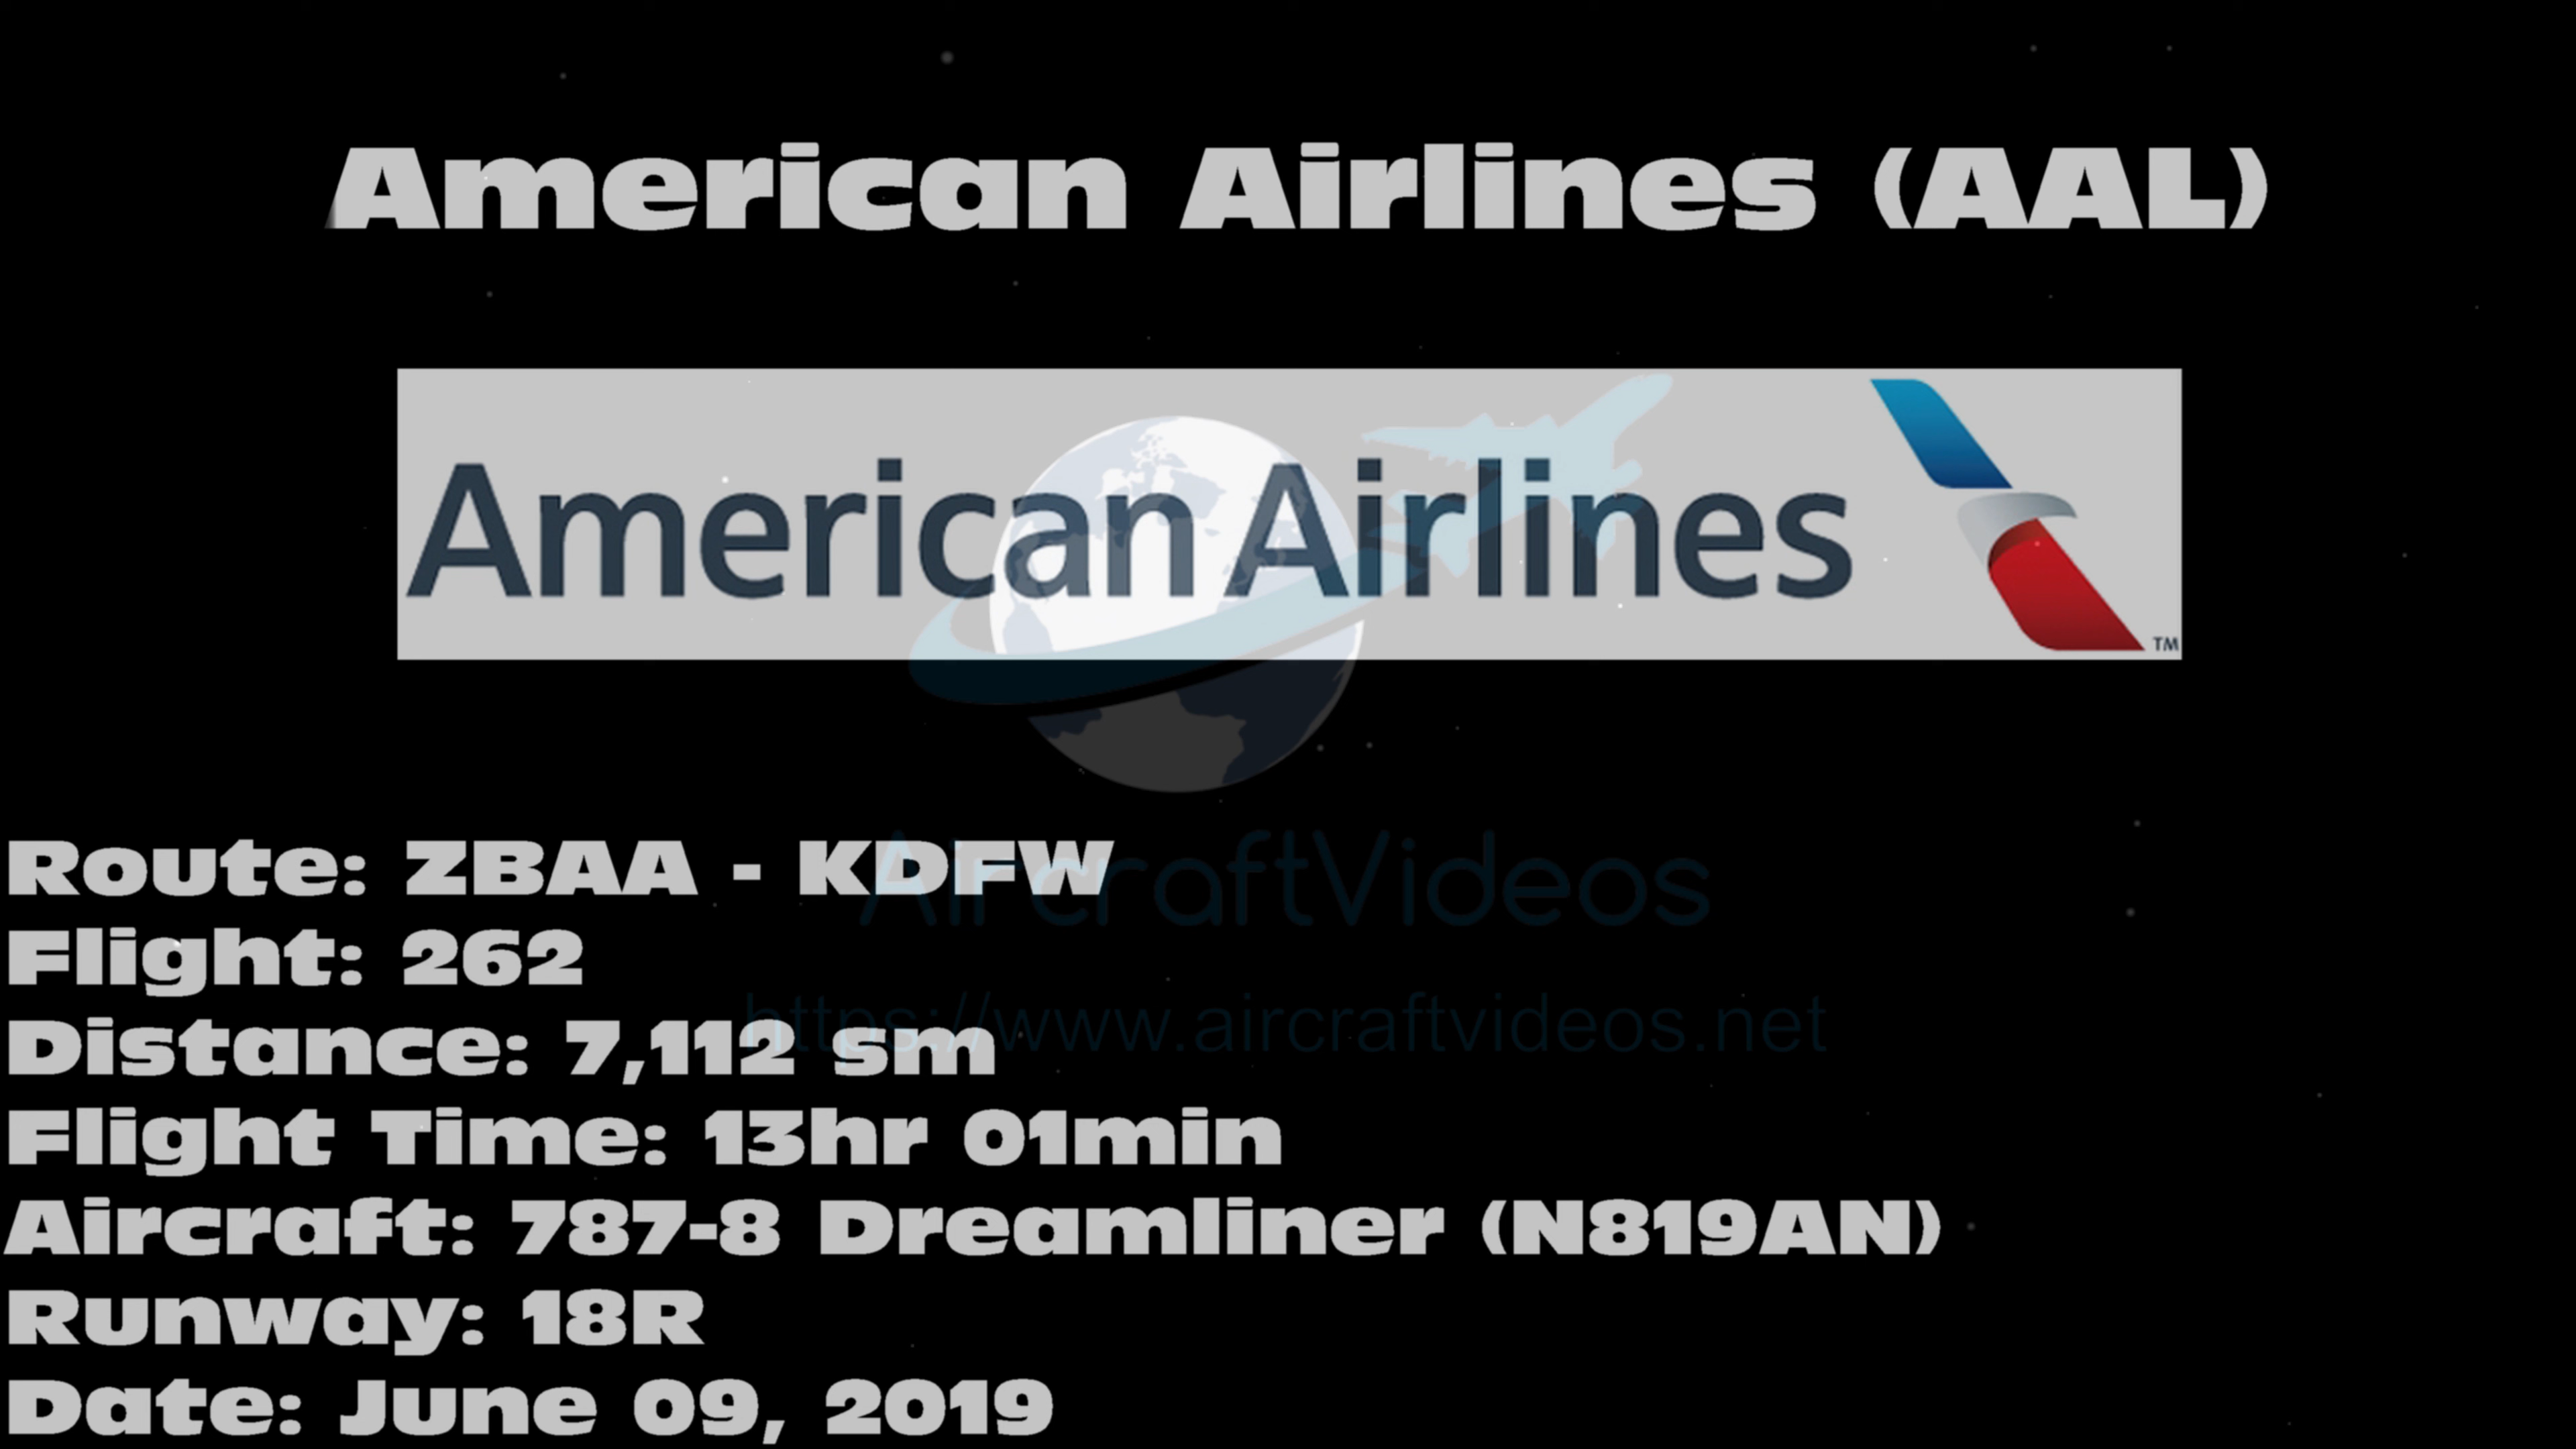 American Airlines (AAL)
American Airlines
TM
Route: ZBAA - KDFW
AircraftVideos
Flight: 262
https://www.aircraftvideos.net
Distance: 7,112 sm
Flight Time: 13hr 01min
Aircraft: 787-8 Dreamliner (N819AN)
Runway: 18R
Date: June 09, 2019